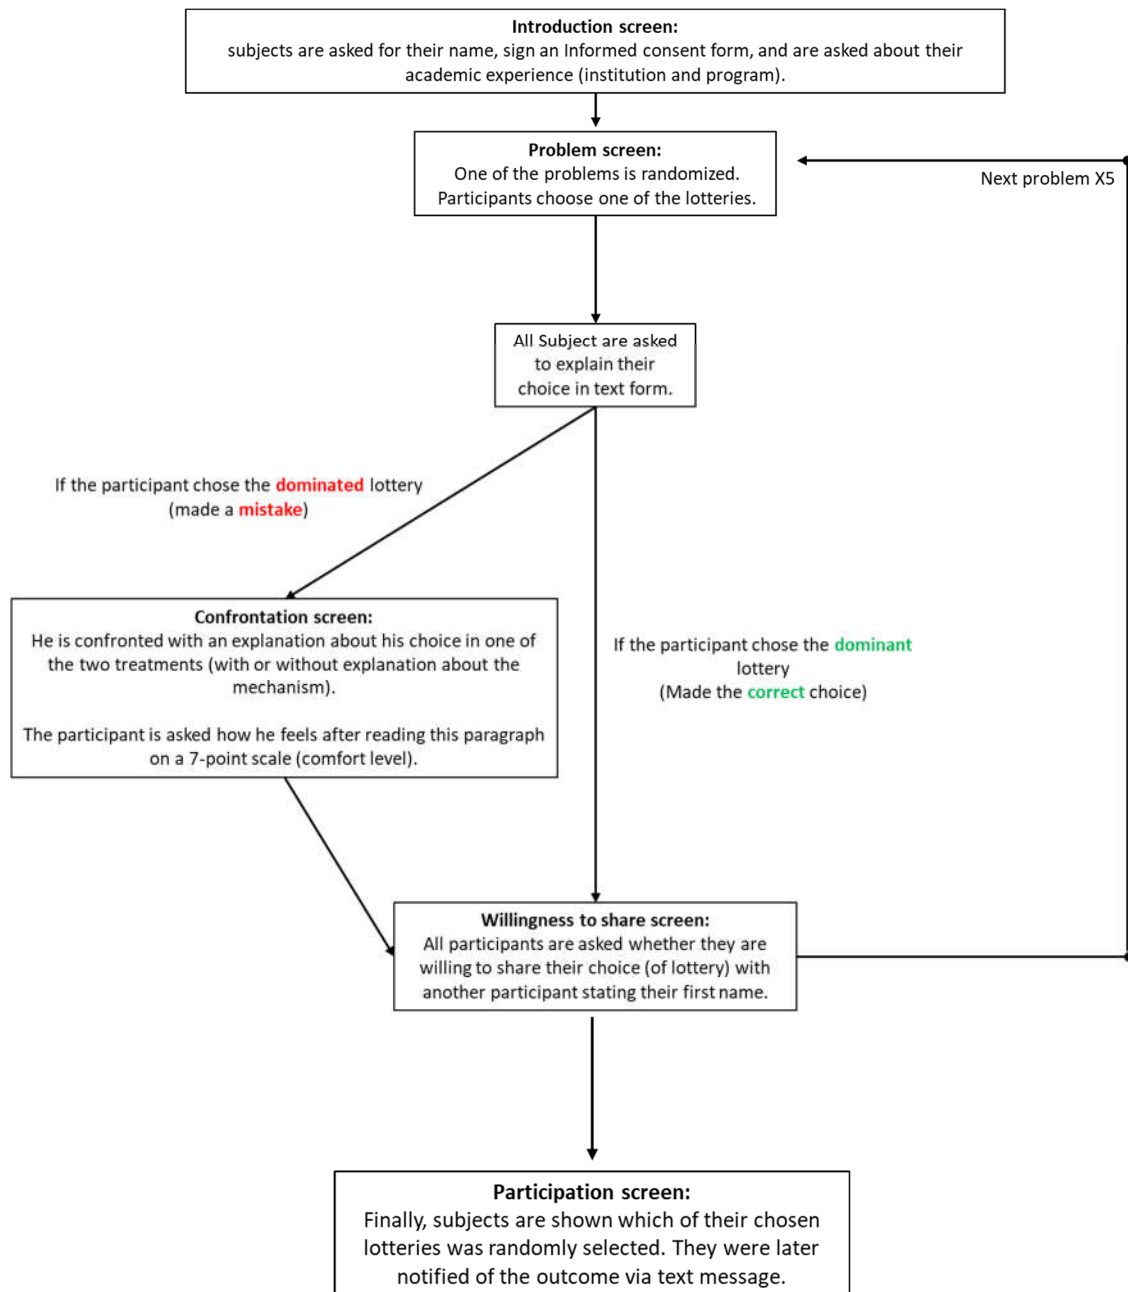 Introduction screen:
subjects are asked for their name, sign an Informed consent form, and are asked about their
academic experience (institution and program).
Problem screen:
One of the problems is randomized.
Participants choose one of the lotteries.
Next problem X5
All Subject are asked
to explain their
choice in text form.
If the participant chose the dominated lottery
(made a mistake)
Confrontation screen:
He is confronted with an explanation about his choice in one of
the two treatments (with or without explanation about the
mechanism).
The participant is asked how he feels after reading this paragraph
on a 7-point scale (comfort level).
If the participant chose the dominant
lottery
(Made the correct choice)
Willingness to share screen:
All participants are asked whether they are
willing to share their choice (of lottery) with
another participant stating their first name.
Participation screen:
Finally, subjects are shown which of their chosen
lotteries was randomly selected. They were later
notified of the outcome via text message.